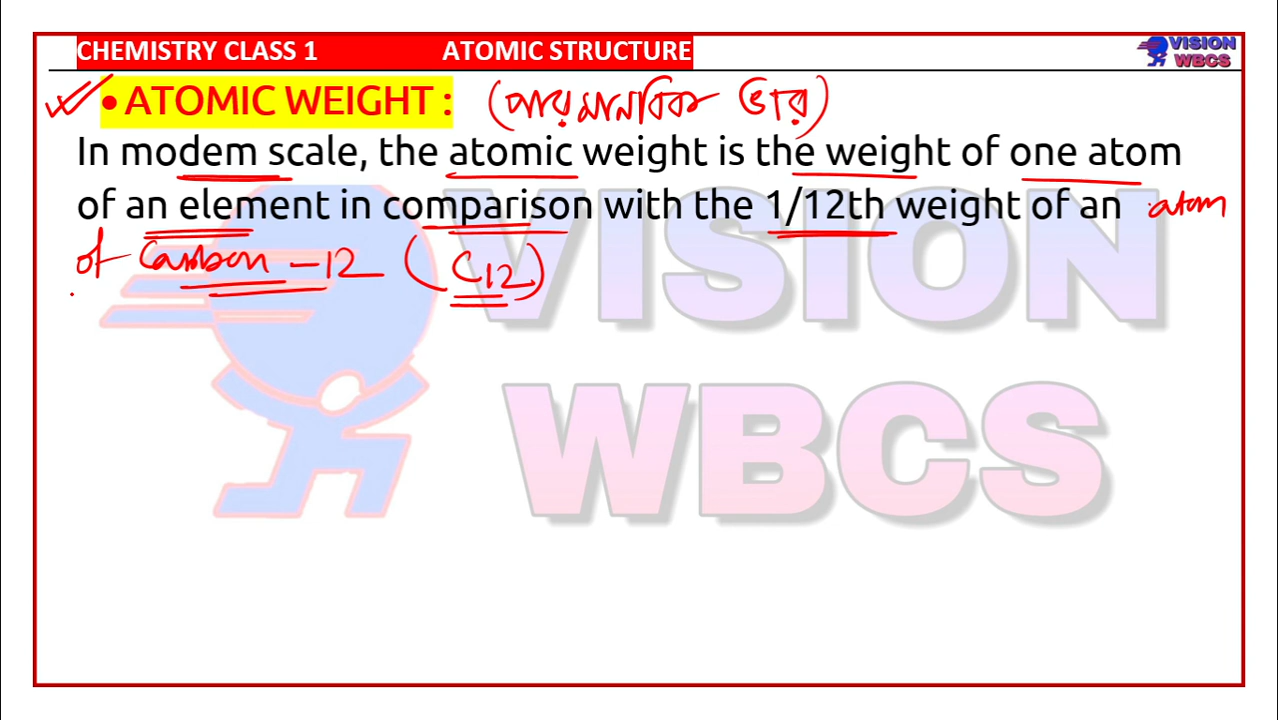 CHEMISTRY CLASS 1 ATOMIC STRUCTURE
VISION
WBCS
• ATOMIC WEIGHT : (পারমানবিক ভার)
In modem scale, the atomic weight is the weight of one atom
of an element in comparison with the 1/12th weight of an atom
of Carbon-12 (C12)
VISION
WBCS